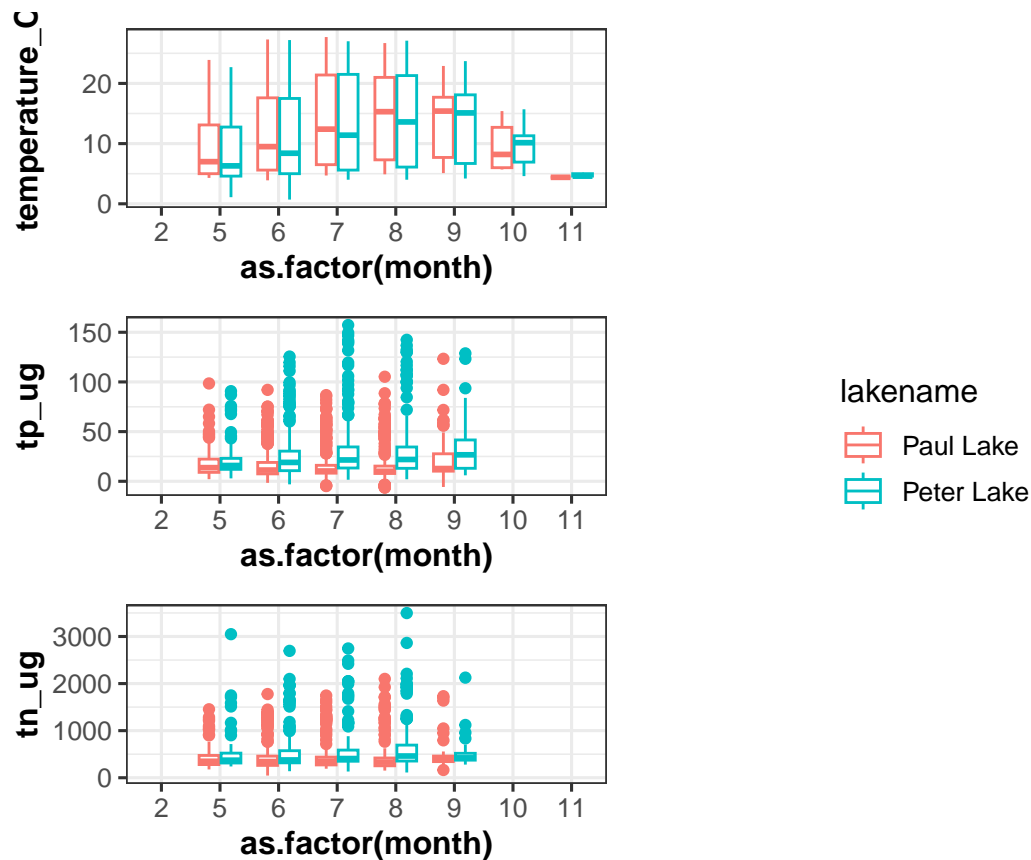 temperature_C
20
10
0
2 5 6 7 8 9 10 11
as.factor(month)
tp_ug
150
100
50
0
2 5 6 7 8 9 10 11
as.factor(month)
tn_ug
3000
2000
1000
0
2 5 6 7 8 9 10 11
as.factor(month)
lakename
Paul Lake
Peter Lake